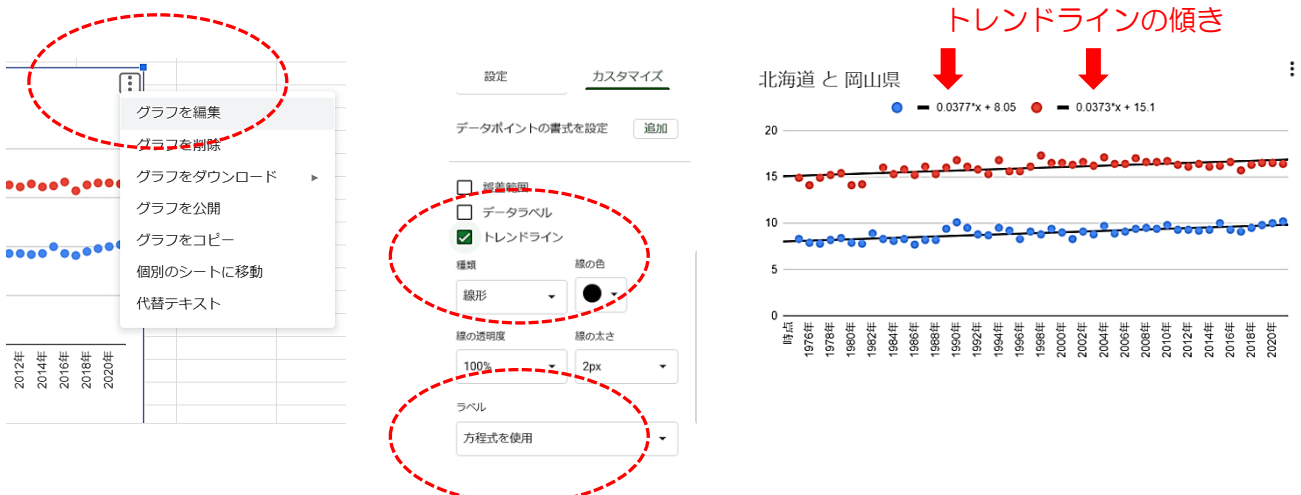 グラフを編集
グラフを削除
グラフをダウンロード ►
グラフを公開
グラフをコピー
個別のシートに移動
代替テキスト
2012年 2014年 2016年 2018年 2020年
設定 カスタマイズ
データポイントの書式を設定 追加
誤差範囲
データラベル
トレンドライン
種類 線の色
線形
線の透明度 線の太さ
100% 2px
ラベル
方程式を使用
トレンドラインの傾き
北海道 と 岡山県
0.0377*x + 8.05 0.0373*x + 15.1
20
15
10
5
0
時点 1976年 1978年 1980年 1982年 1984年 1986年 1988年 1990年 1992年 1994年 1996年 1998年 2000年 2002年 2004年 2006年 2008年 2010年 2012年 2014年 2016年 2018年 2020年